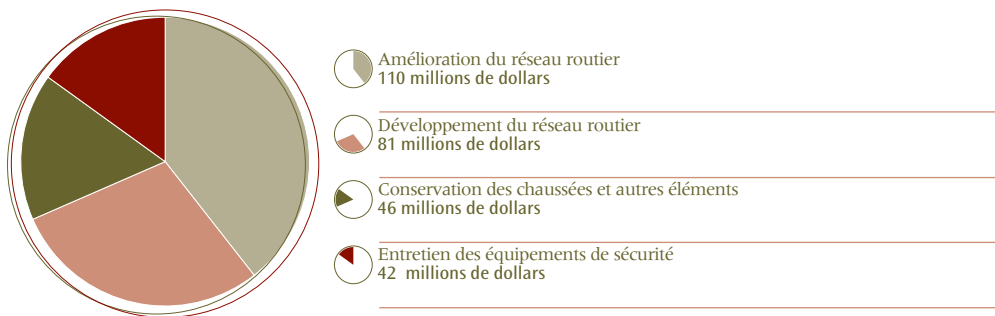 Amélioration du réseau routier
110 millions de dollars
Développement du réseau routier
81 millions de dollars
Conservation des chaussées et autres éléments
46 millions de dollars
Entretien des équipements de sécurité
42 millions de dollars